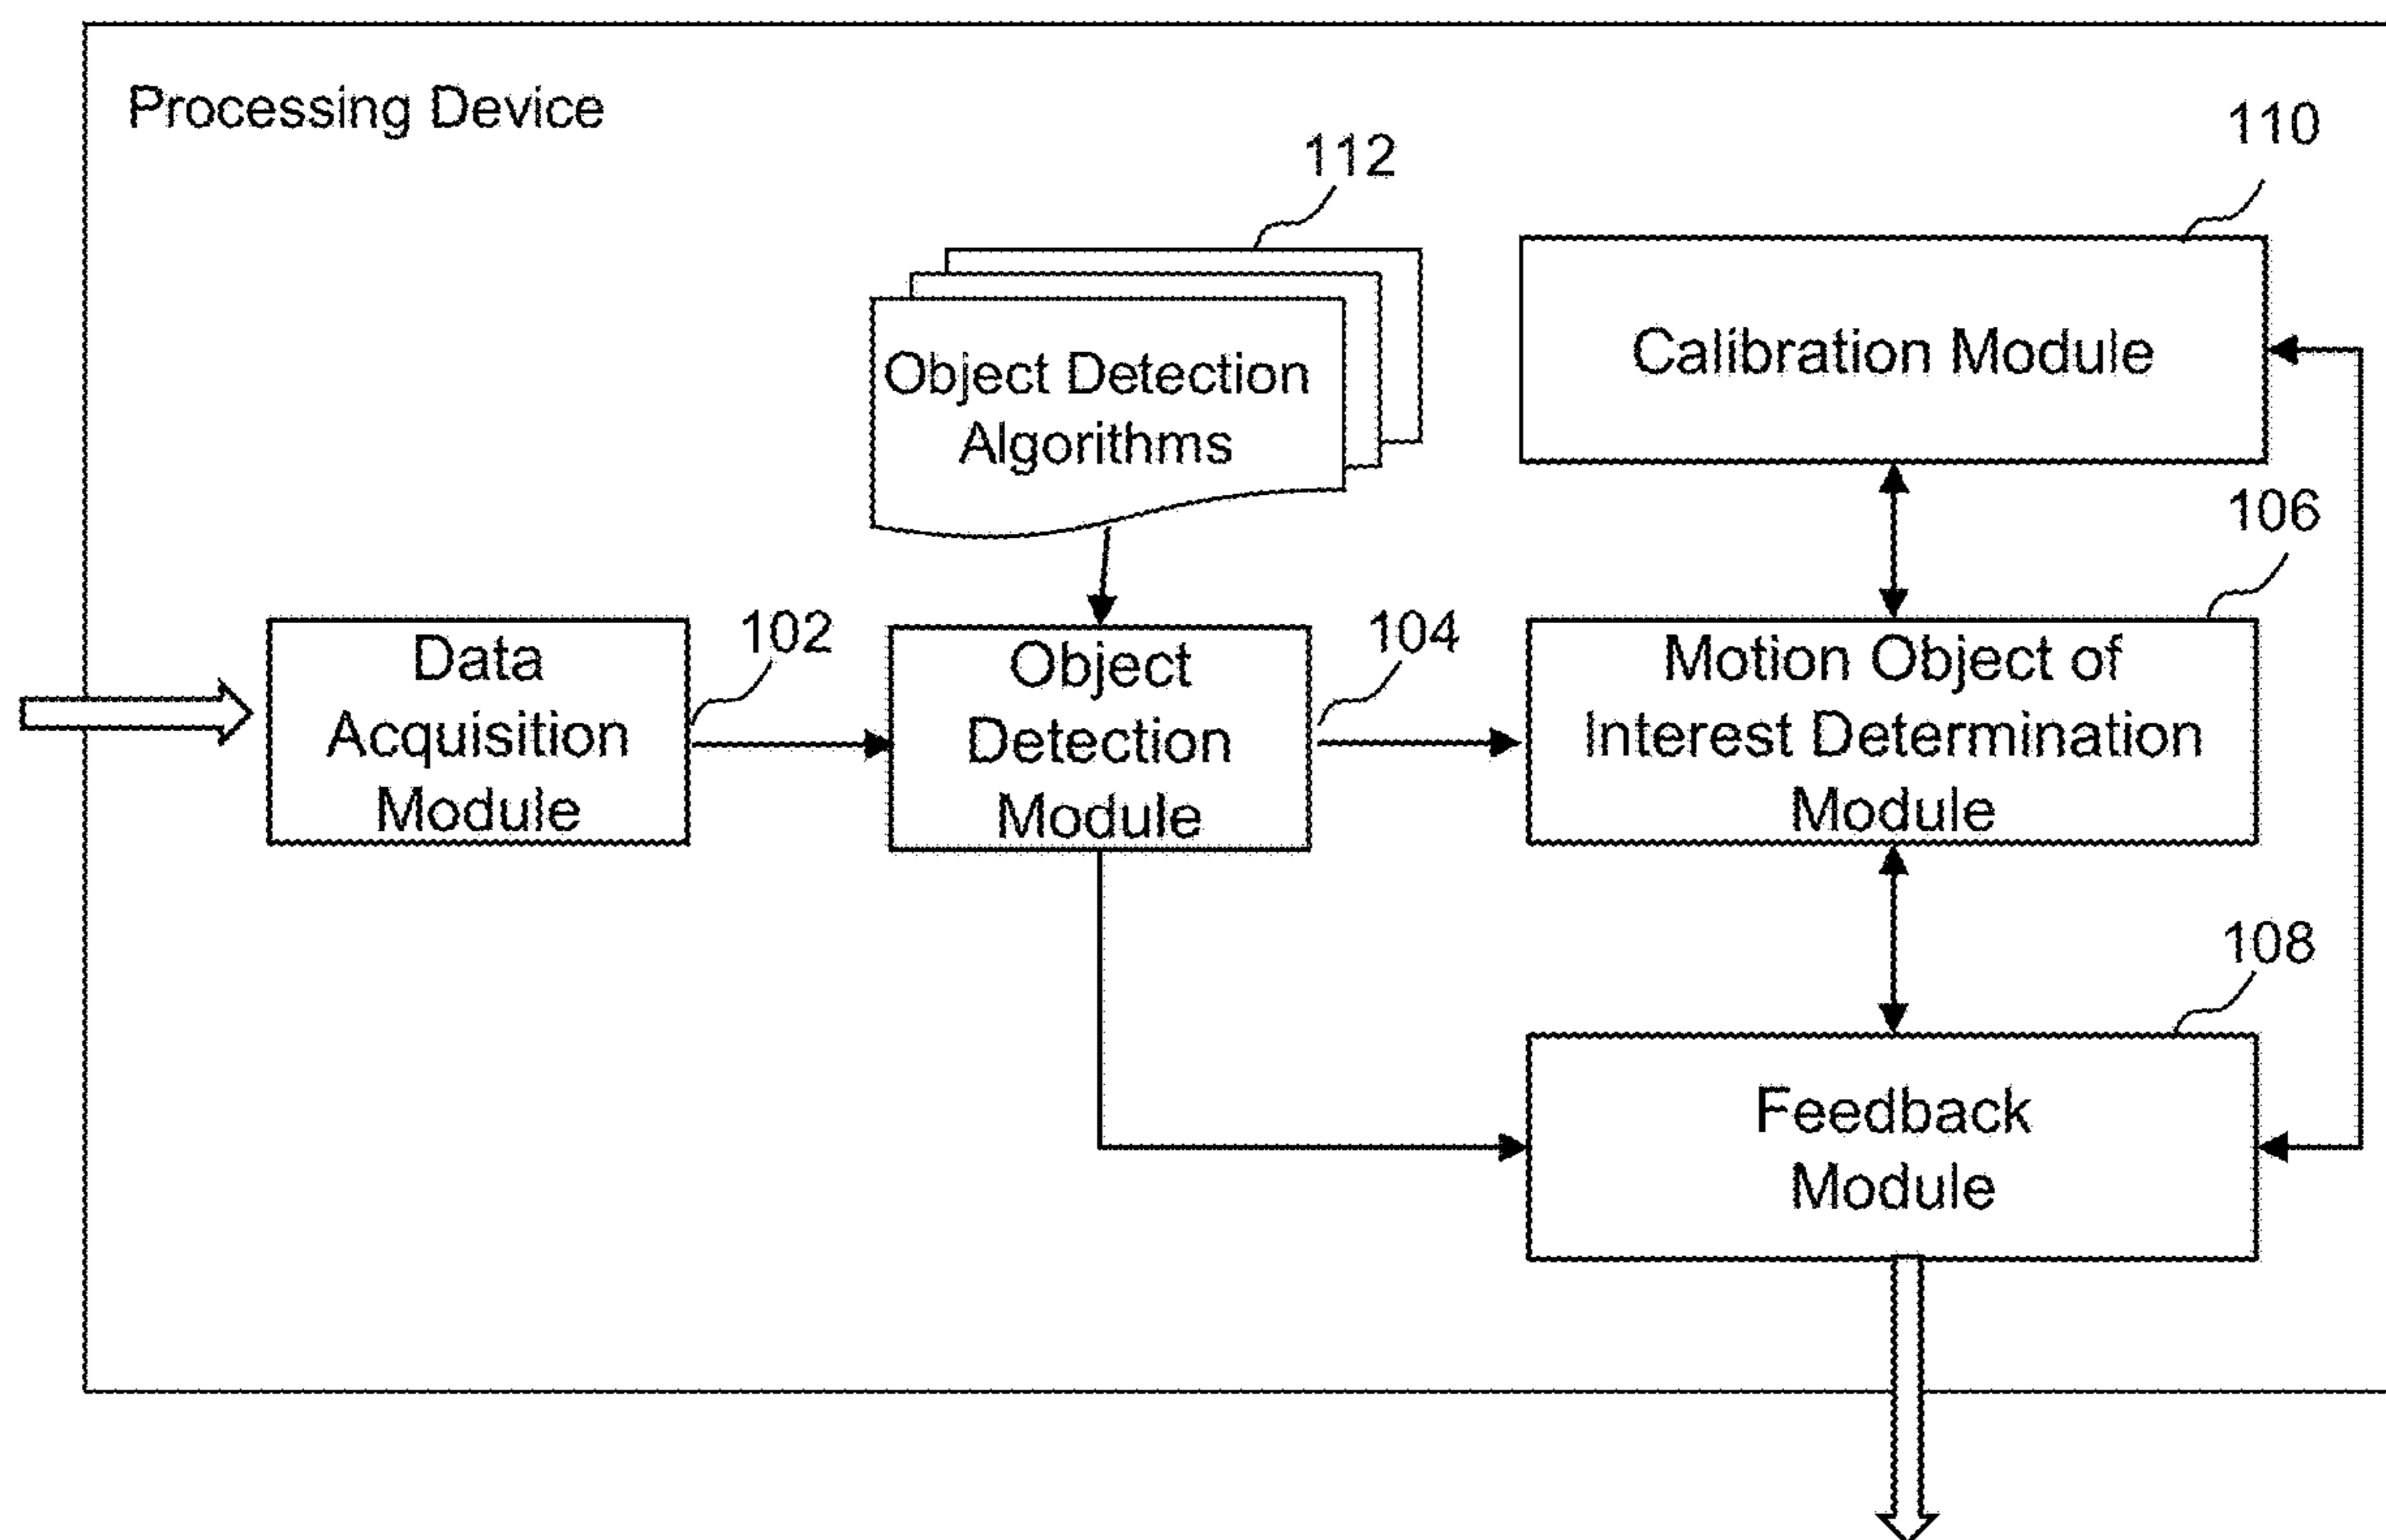 Processing Device
112
110
Object Detection
Algorithms
Calibration Module
106
102
104
Data
Acquisition
Module
Object
Detection
Module
Motion Object of
Interest Determination
Module
108
Feedback
Module